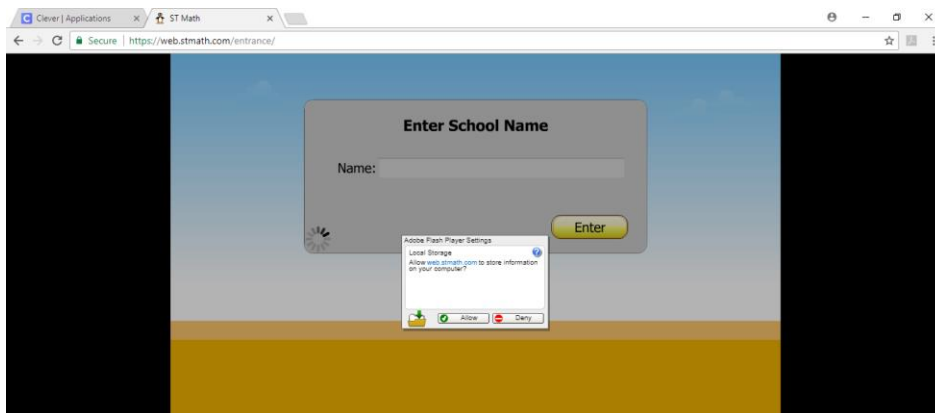 Clever | Applications
ST Math
Secure | https://web.stmath.com/entrance/
Enter School Name
Name:
Enter
Adobe Flash Player Settings
Local Storage
Allow web.stmath.com to store information
on your computer?
Allow
Deny